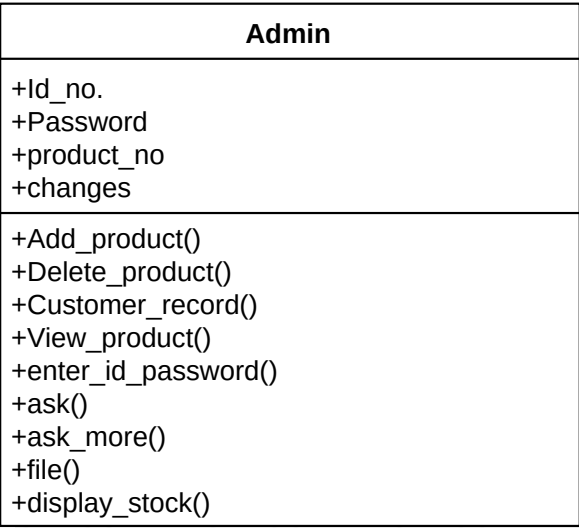 Admin
+Id_no.
+Password
+product_no
+changes
+Add_product()
+Delete_product()
+Customer_record()
+View_product()
+enter_id_password()
+ask()
+ask_more()
+file()
+display_stock()